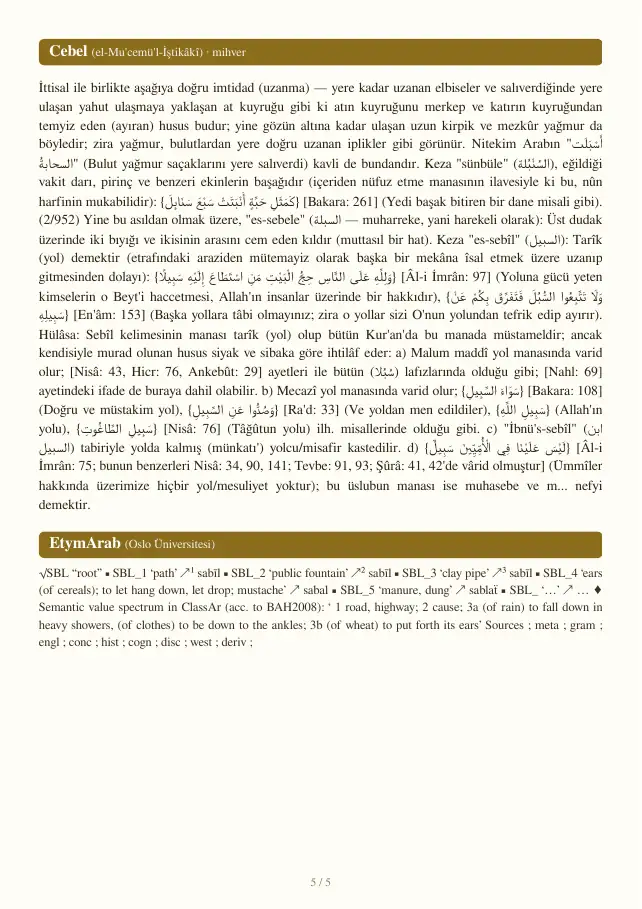 Cebel (el-Mu'cemü'l-İştikâkî) · mihver
İttisal ile birlikte aşağıya doğru imtidad (uzanma) — yere kadar uzanan elbiseler ve salıverdiğinde yere
ulaşan yahut ulaşmaya yaklaşan at kuyruğu gibi ki atın kuyruğunu merkep ve katırın kuyruğundan
temyiz eden (ayıran) husus budur; yine gözün altına kadar ulaşan uzun kirpik ve mezkûr yağmur da
böyledir; zira yağmur, bulutlardan yere doğru uzanan iplikler gibi görünür. Nitekim Arabın "أَسْبَلَت
السحابةُ" (Bulut yağmur saçaklarını yere salıverdi) kavli de bundandır. Keza "sünbüle" (السُنْبُلة), eğildiği
vakit darı, pirinç ve benzeri ekinlerin başağıdır (içeriden nüfuz etme manasının ilavesiyle ki bu, nûn
harfinin mukabilidir): {كَمَثَلِ حَبَّةٍ أَنْبَتَتْ سَبْعَ سَنَابِلَ} [Bakara: 261] (Yedi başak bitiren bir dane misali gibi).
(2/952) Yine bu asıldan olmak üzere, "es-sebele" (السبلة — muharreke, yani harekeli olarak): Üst dudak
üzerinde iki bıyığı ve ikisinin arasını cem eden kıldır (muttasıl bir hat). Keza "es-sebîl" (السبيل): Tarîk
(yol) demektir (etrafındaki araziden mütemayiz olarak başka bir mekâna îsal etmek üzere uzanıp
gitmesinden dolayı): {وَلِلَّهِ عَلَى النَّاسِ حِجُّ الْبَيْتِ مَنِ اسْتَطَاعَ إِلَيْهِ سَبِيلًا} [Âl-i İmrân: 97] (Yoluna gücü yeten
kimselerin o Beyt'i haccetmesi, Allah'ın insanlar üzerinde bir hakkıdır), {وَلَا تَتَّبِعُوا السُّبُلَ فَتَفَرَّقَ بِكُمْ عَنْ
سَبِيلِهِ} [En'âm: 153] (Başka yollara tâbi olmayınız; zira o yollar sizi O'nun yolundan tefrik edip ayırır).
Hülâsa: Sebîl kelimesinin manası tarîk (yol) olup bütün Kur'an'da bu manada müstameldir; ancak
kendisiyle murad olunan husus siyak ve sibaka göre ihtilâf eder: a) Malum maddî yol manasında varid
olur; [Nisâ: 43, Hicr: 76, Ankebût: 29] ayetleri ile bütün (سُبُلًا) lafızlarında olduğu gibi; [Nahl: 69]
ayetindeki ifade de buraya dahil olabilir. b) Mecazî yol manasında varid olur; {سَوَاءَ السَّبِيلِ} [Bakara: 108]
(Doğru ve müstakim yol), {وَصُدُّوا عَنِ السَّبِيلِ} [Ra'd: 33] (Ve yoldan men edildiler), {سَبِيلِ اللَّهِ} (Allah'ın
yolu), {سَبِيلِ الطَّاغُوتِ} [Nisâ: 76] (Tâğûtun yolu) ilh. misallerinde olduğu gibi. c) "İbnü's-sebîl" (ابن
السبيل) tabiriyle yolda kalmış (münkatı') yolcu/misafir kastedilir. d) {لَيْسَ عَلَيْنَا فِي الْأُمِّيِّينَ سَبِيلٌ} [Âl-i
İmrân: 75; bunun benzerleri Nisâ: 34, 90, 141; Tevbe: 91, 93; Şûrâ: 41, 42'de vârid olmuştur] (Ümmîler
hakkında üzerimize hiçbir yol/mesuliyet yoktur); bu üslubun manası ise muhasebe ve m... nefyi
demektir.
EtymArab (Oslo Üniversitesi)
√SBL “root” ▪ SBL_1 ‘path’ ↗¹ sabīl ▪ SBL_2 ‘public fountain’ ↗² sabīl ▪ SBL_3 ‘clay pipe’ ↗³ sabīl ▪ SBL_4 ‘ears
(of cereals); to let hang down, let drop; mustache’ ↗ sabal ▪ SBL_5 ‘manure, dung’ ↗ sablaï ▪ SBL_ ‘…’ ↗ … ♦
Semantic value spectrum in ClassAr (acc. to BAH2008): ‘ 1 road, highway; 2 cause; 3a (of rain) to fall down in
heavy showers, (of clothes) to be down to the ankles; 3b (of wheat) to put forth its ears’ Sources ; meta ; gram ;
engl ; conc ; hist ; cogn ; disc ; west ; deriv ;
5 / 5